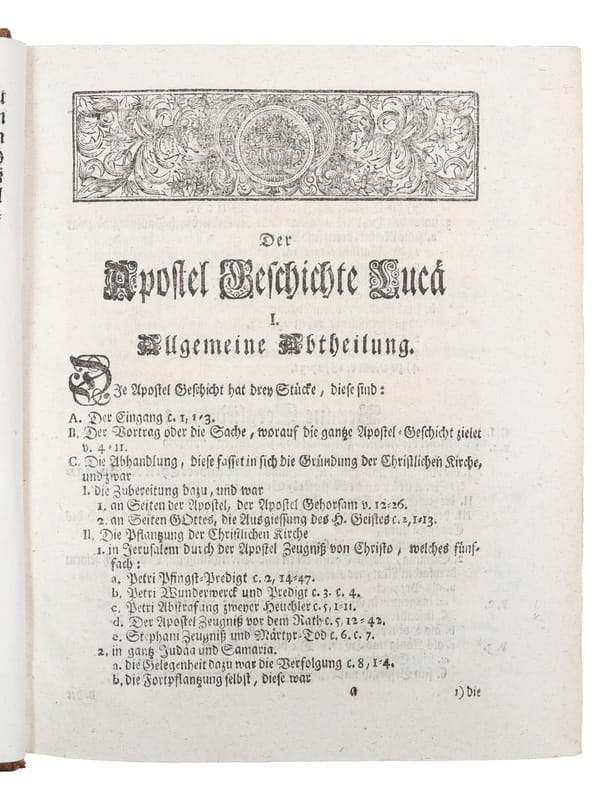 Der
Apostel Geschichte Lucä
I.
Allgemeine Abtheilung.
DIe Apostel Geschicht hat drey Stücke, diese sind:
A. Der Eingang c. 1, 1-3.
B. Der Vortrag oder die Sache, worauf die gantze Apostel-Geschicht zielet
v. 4-11.
C. Die Abhandlung, diese fasset in sich die Gründung der Christlichen Kirche,
und zwar
I. die Zubereitung dazu, und war
1. an Seiten der Apostel, der Apostel Gehorsam v. 12-26.
2. an Seiten GOttes, die Ausgiessung des H. Geistes c. 2, 1-13.
II. Die Pflantzung der Christlichen Kirche
1. in Jerusalem durch der Apostel Zeugniß von Christo, welches fünf-
fach:
a. Petri Pfingst-Predigt c. 2, 14-47.
b. Petri Wunderwerck und Predigt c. 3. c. 4.
c. Petri Abstrafung zweyer Heuchler c. 5, 1-11.
d. Der Apostel Zeugniß vor dem Rath c. 5, 12-42.
e. Stephani Zeugniß und Märtyr-Tod c. 6. c. 7.
2. in gantz Judäa und Samaria.
a. die Gelegenheit dazu war die Verfolgung c. 8, 1-4.
b. die Fortpflantzung selbst, diese war
a 1) die